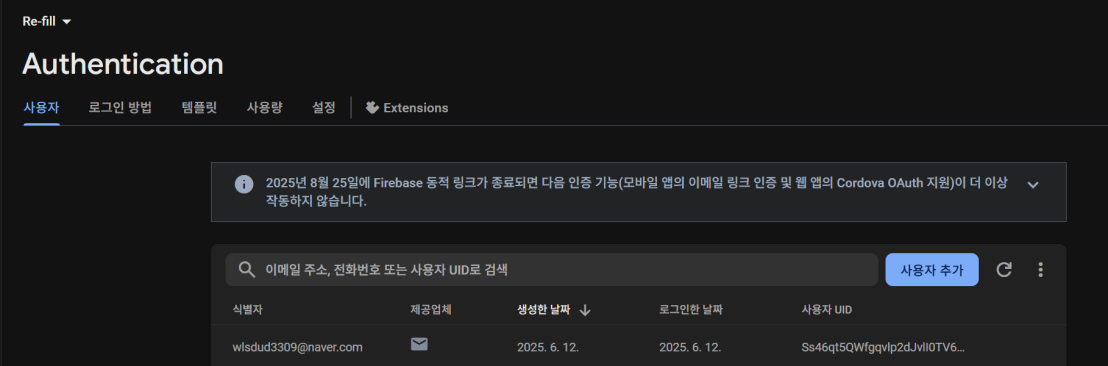 Re-fill
Authentication
사용자 로그인 방법 템플릿 사용량 설정 Extensions
2025년 8월 25일에 Firebase 동적 링크가 종료되면 다음 인증 기능(모바일 앱의 이메일 링크 인증 및 웹 앱의 Cordova OAuth 지원)이 더 이상
작동하지 않습니다.
이메일 주소, 전화번호 또는 사용자 UID로 검색 사용자 추가
식별자 제공업체 생성한 날짜 로그인한 날짜 사용자 UID
wlsdud3309@naver.com 2025. 6. 12. 2025. 6. 12. Ss46qt5QWfgqvlp2dJvlI0TV6…